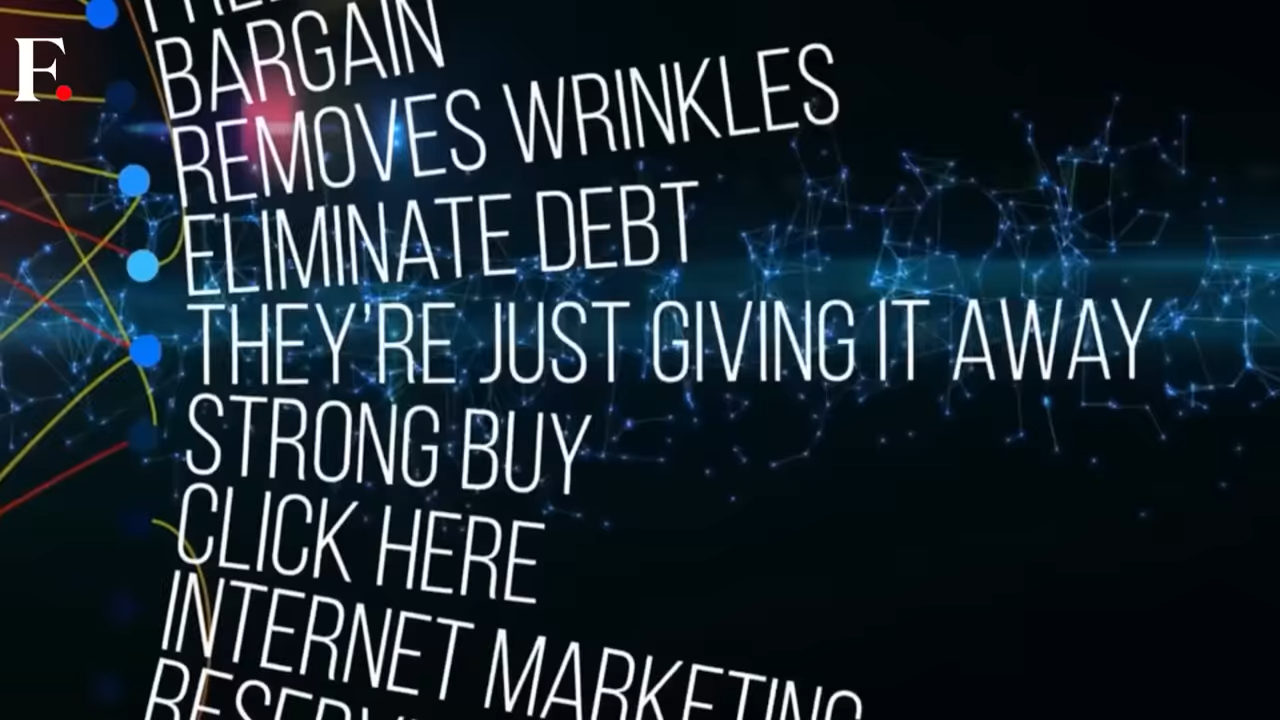 F.
BARGAIN
REMOVES WRINKLES
ELIMINATE DEBT
THEY'RE JUST GIVING IT AWAY
STRONG BUY
CLICK HERE
INTERNET MARKETING